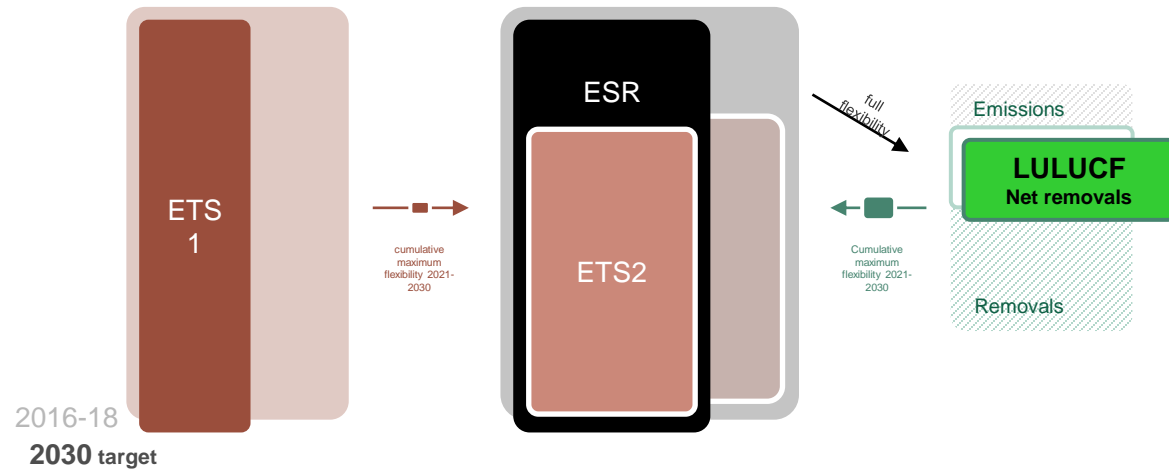 ETS
1
cumulative
maximum
flexibility 2021-
2030
ESR
ETS2
full
flexibility
Cumulative
maximum
flexibility 2021-
2030
Emissions
LULUCF
Net removals
Removals
2016-18
2030 target